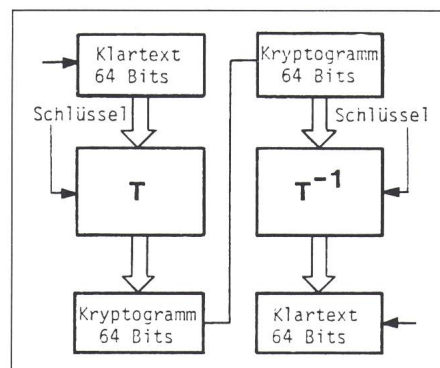 Klartext
64 Bits
Schlüssel
T
Kryptogramm
64 Bits
Kryptogramm
64 Bits
Schlüssel
T⁻¹
Klartext
64 Bits